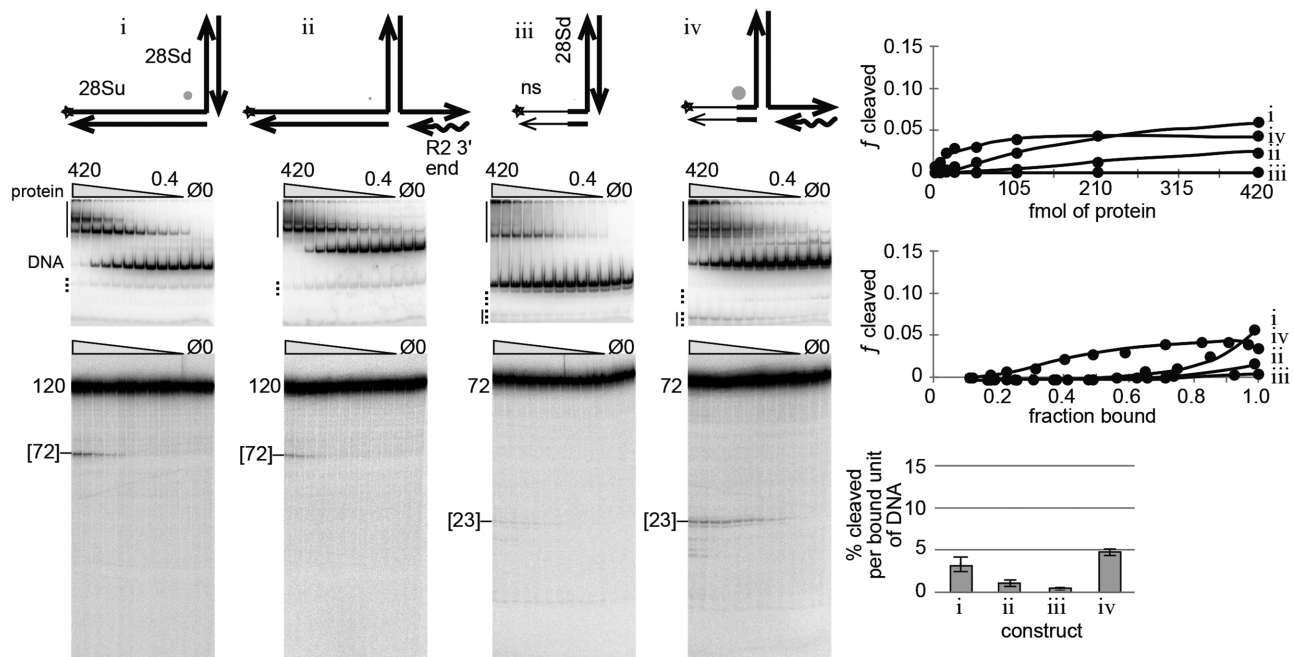 i
28Sd
28Su
ii
R2 3'
end
iii
28Sd
ns
iv
protein
420
0.4
Ø0
420
0.4
Ø0
420
0.4
Ø0
420
0.4
Ø0
DNA
Ø0
120
[72]
Ø0
120
[72]
Ø0
72
[23]
Ø0
72
[23]
f cleaved
0.15
0.10
0.05
0
i
iv
ii
iii
0
105
210
315
420
fmol of protein
f cleaved
0.15
0.10
0.05
0
i
iv
ii
iii
0
0.2
0.4
0.6
0.8
1.0
fraction bound
% cleaved
per bound unit
of DNA
15
10
5
0
i
ii
iii
iv
construct